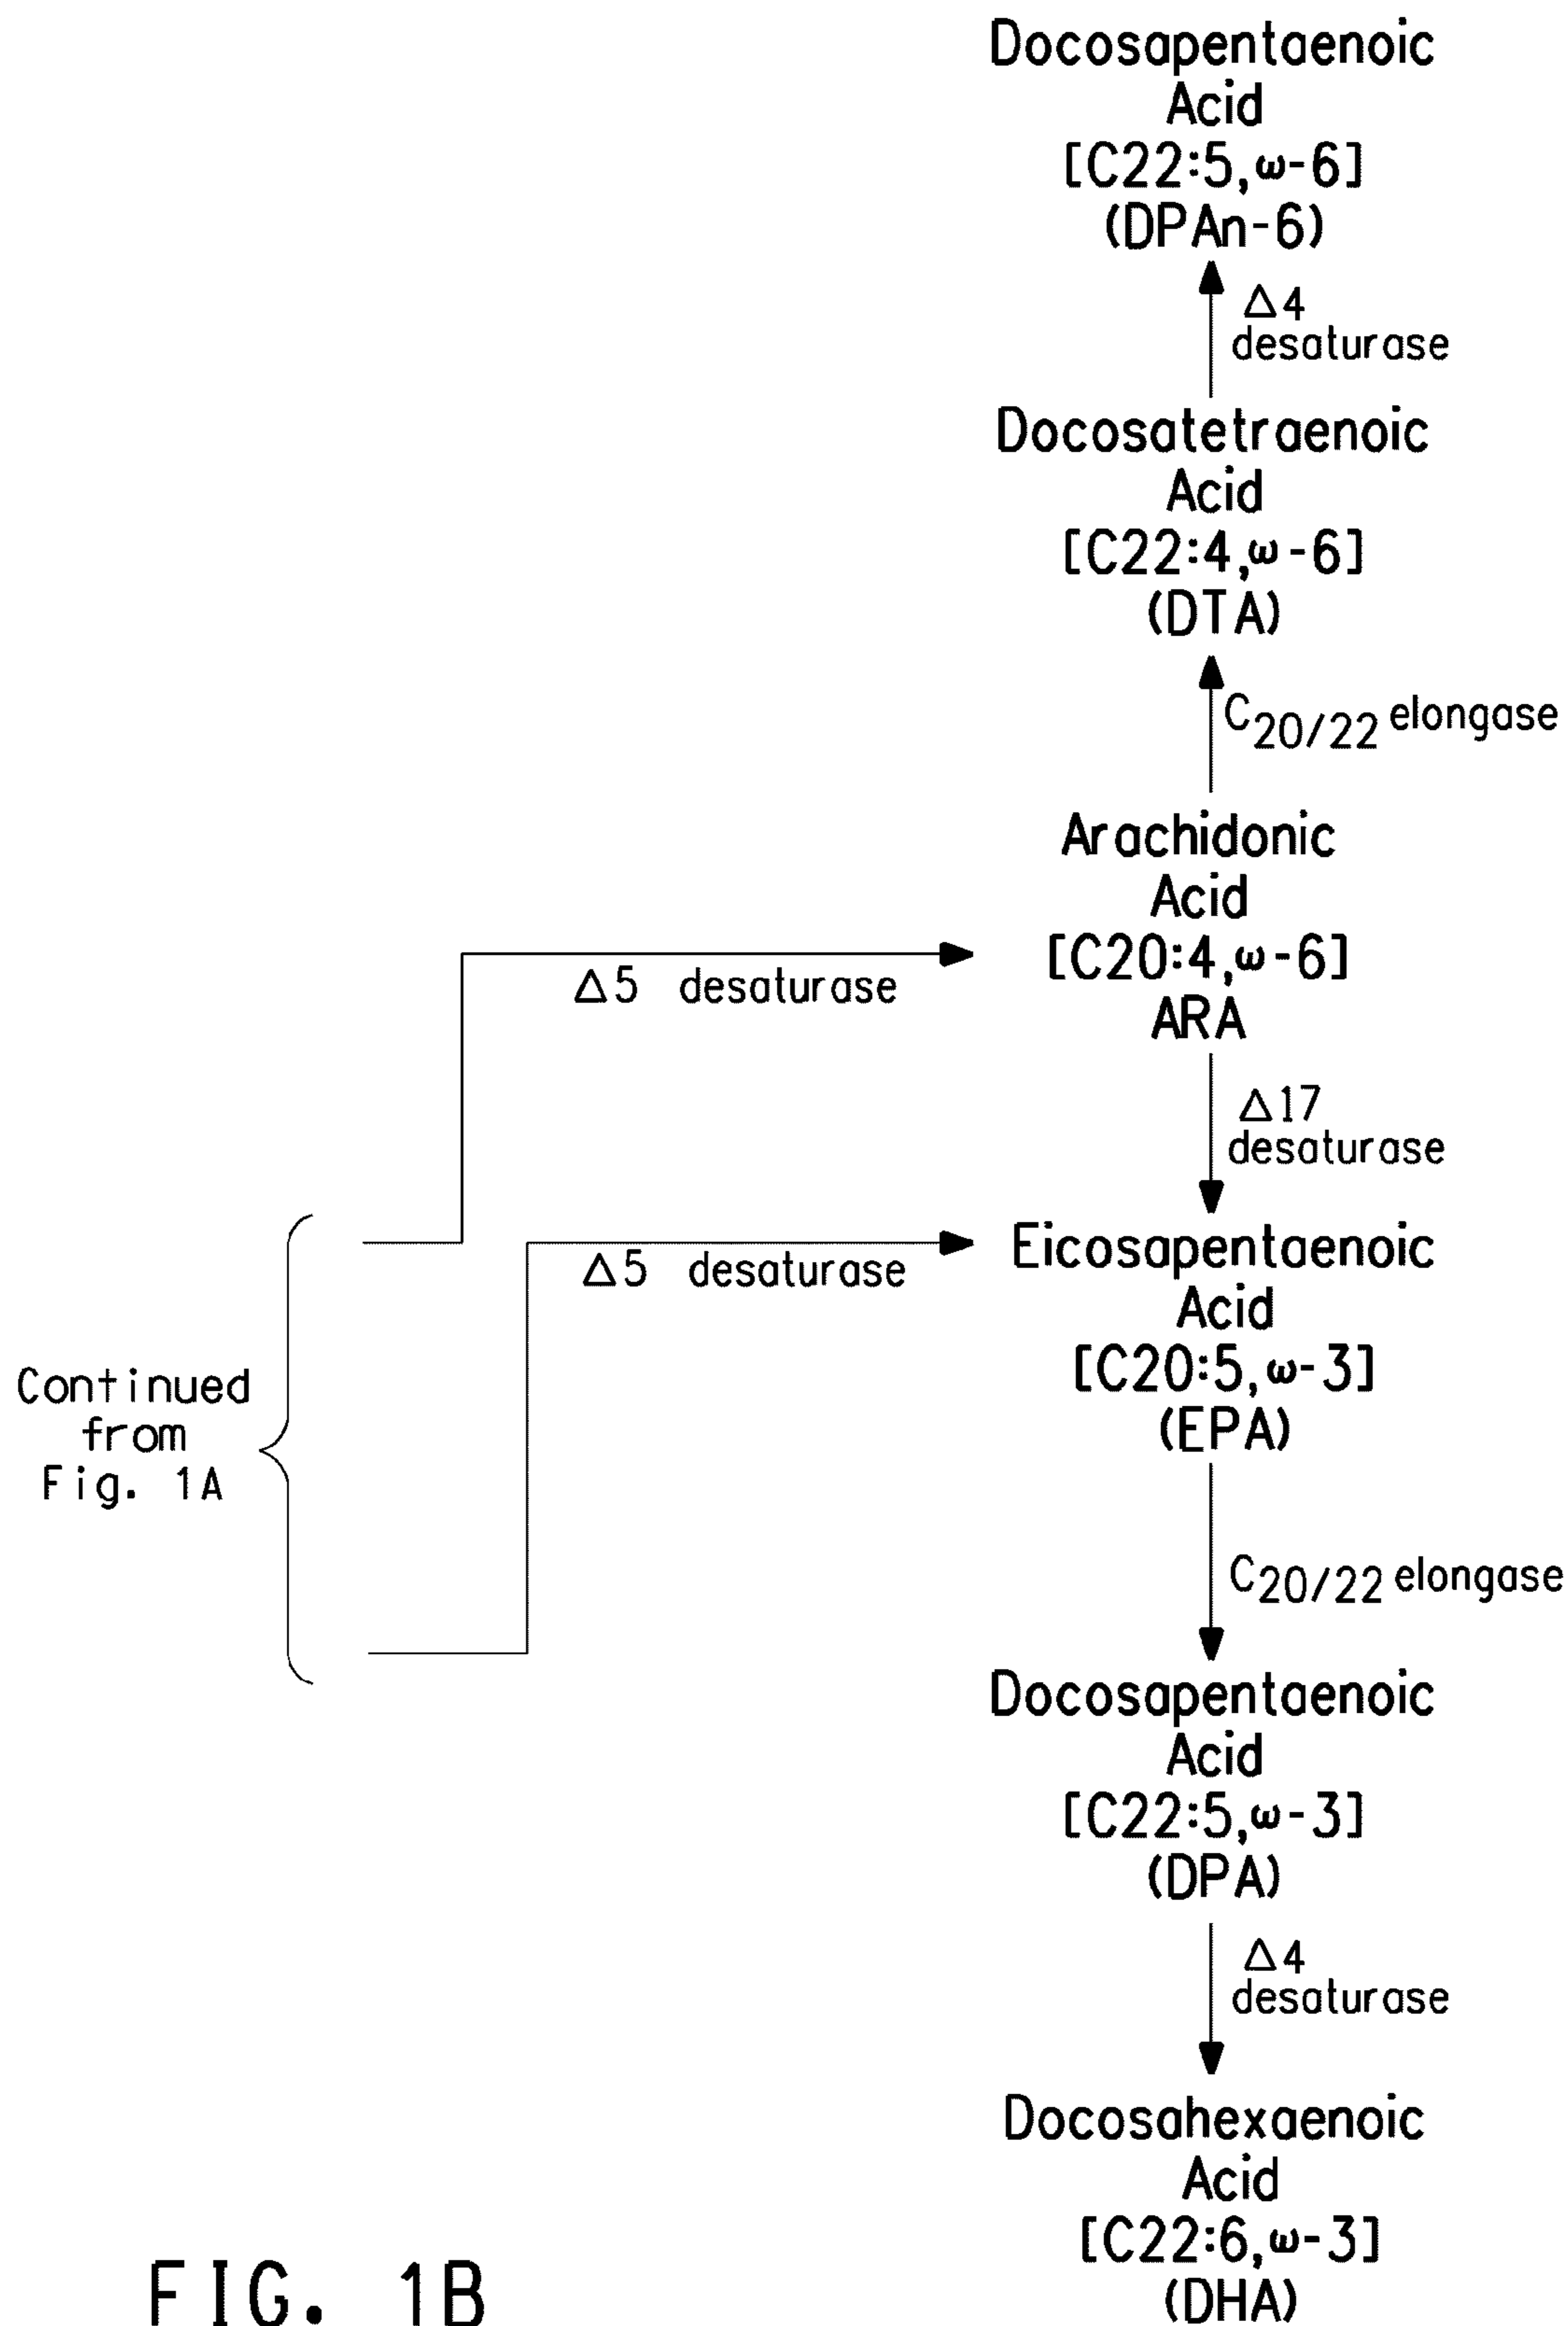 Docosapentaenoic
Acid
[C22:5,ω-6]
(DPAn-6)
Δ4
desaturase
Docosatetraenoic
Acid
[C22:4,ω-6]
(DTA)
C20/22 elongase
Arachidonic
Acid
[C20:4,ω-6]
ARA
Δ5 desaturase
Δ17
desaturase
Eicosapentaenoic
Acid
[C20:5,ω-3]
(EPA)
Δ5 desaturase
Continued
from
Fig. 1A
C20/22 elongase
Docosapentaenoic
Acid
[C22:5,ω-3]
(DPA)
Δ4
desaturase
Docosahexaenoic
Acid
[C22:6,ω-3]
(DHA)
FIG. 1B